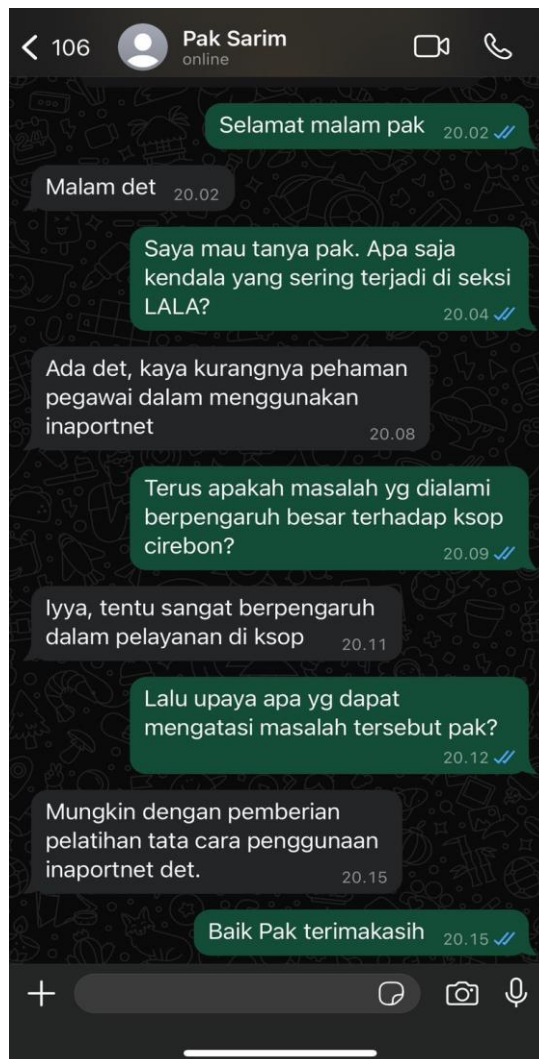 106
Pak Sarim
online
Selamat malam pak 20.02
Malam det 20.02
Saya mau tanya pak. Apa saja
kendala yang sering terjadi di seksi
LALA?
20.04
Ada det, kaya kurangnya pehaman
pegawai dalam menggunakan
inaportnet
20.08
Terus apakah masalah yg dialami
berpengaruh besar terhadap ksop
cirebon?
20.09
Iyya, tentu sangat berpengaruh
dalam pelayanan di ksop 20.11
Lalu upaya apa yg dapat
mengatasi masalah tersebut pak?
20.12
Mungkin dengan pemberian
pelatihan tata cara penggunaan
inaportnet det.
20.15
Baik Pak terimakasih 20.15